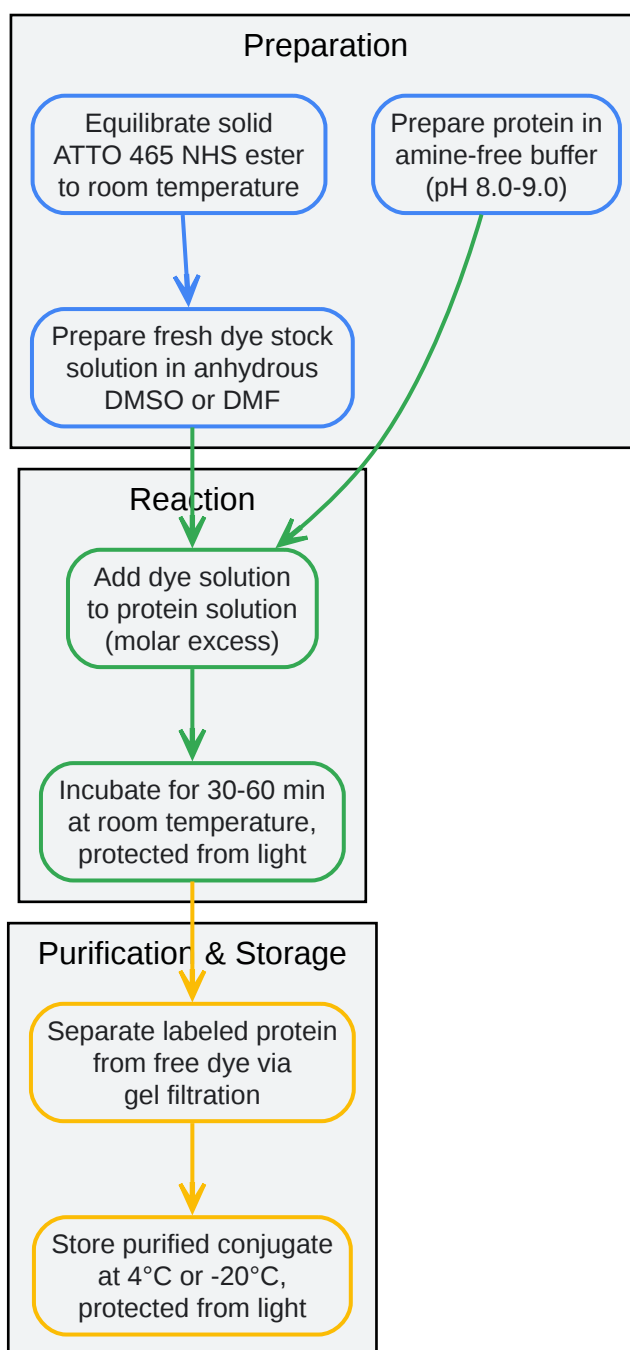 Preparation
Equilibrate solid
ATTO 465 NHS ester
to room temperature
Prepare protein in
amine-free buffer
(pH 8.0-9.0)
Prepare fresh dye stock
solution in anhydrous
DMSO or DMF
Reaction
Add dye solution
to protein solution
(molar excess)
Incubate for 30-60 min
at room temperature,
protected from light
Purification & Storage
Separate labeled protein
from free dye via
gel filtration
Store purified conjugate
at 4°C or -20°C,
protected from light